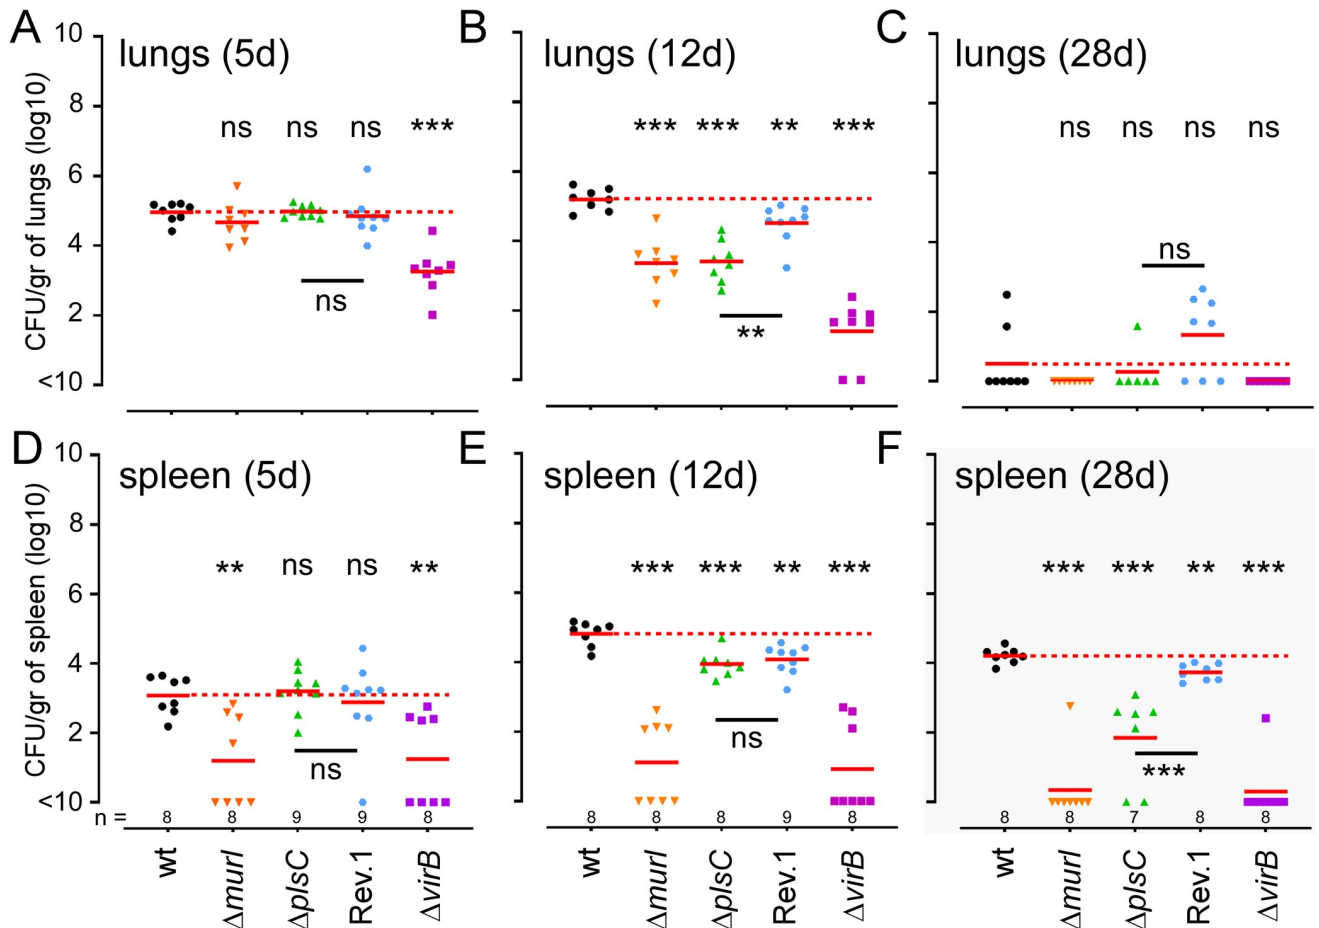 A
lungs (5d)
CFU/gr of lungs (log10)
10
8
6
4
2
<10
ns ns ns ***
ns
B
lungs (12d)
*** *** ** ***
**
C
lungs (28d)
ns ns ns ns
ns
D
spleen (5d)
CFU/gr of spleen (log10)
10
8
6
4
2
<10
** ns ns **
ns
n = 8 8 9 9 8
wt ΔmurI ΔplsC Rev.1 ΔvirB
E
spleen (12d)
*** *** ** ***
ns
8 8 8 9 8
wt ΔmurI ΔplsC Rev.1 ΔvirB
F
spleen (28d)
*** *** ** ***
***
8 8 7 8 8
wt ΔmurI ΔplsC Rev.1 ΔvirB